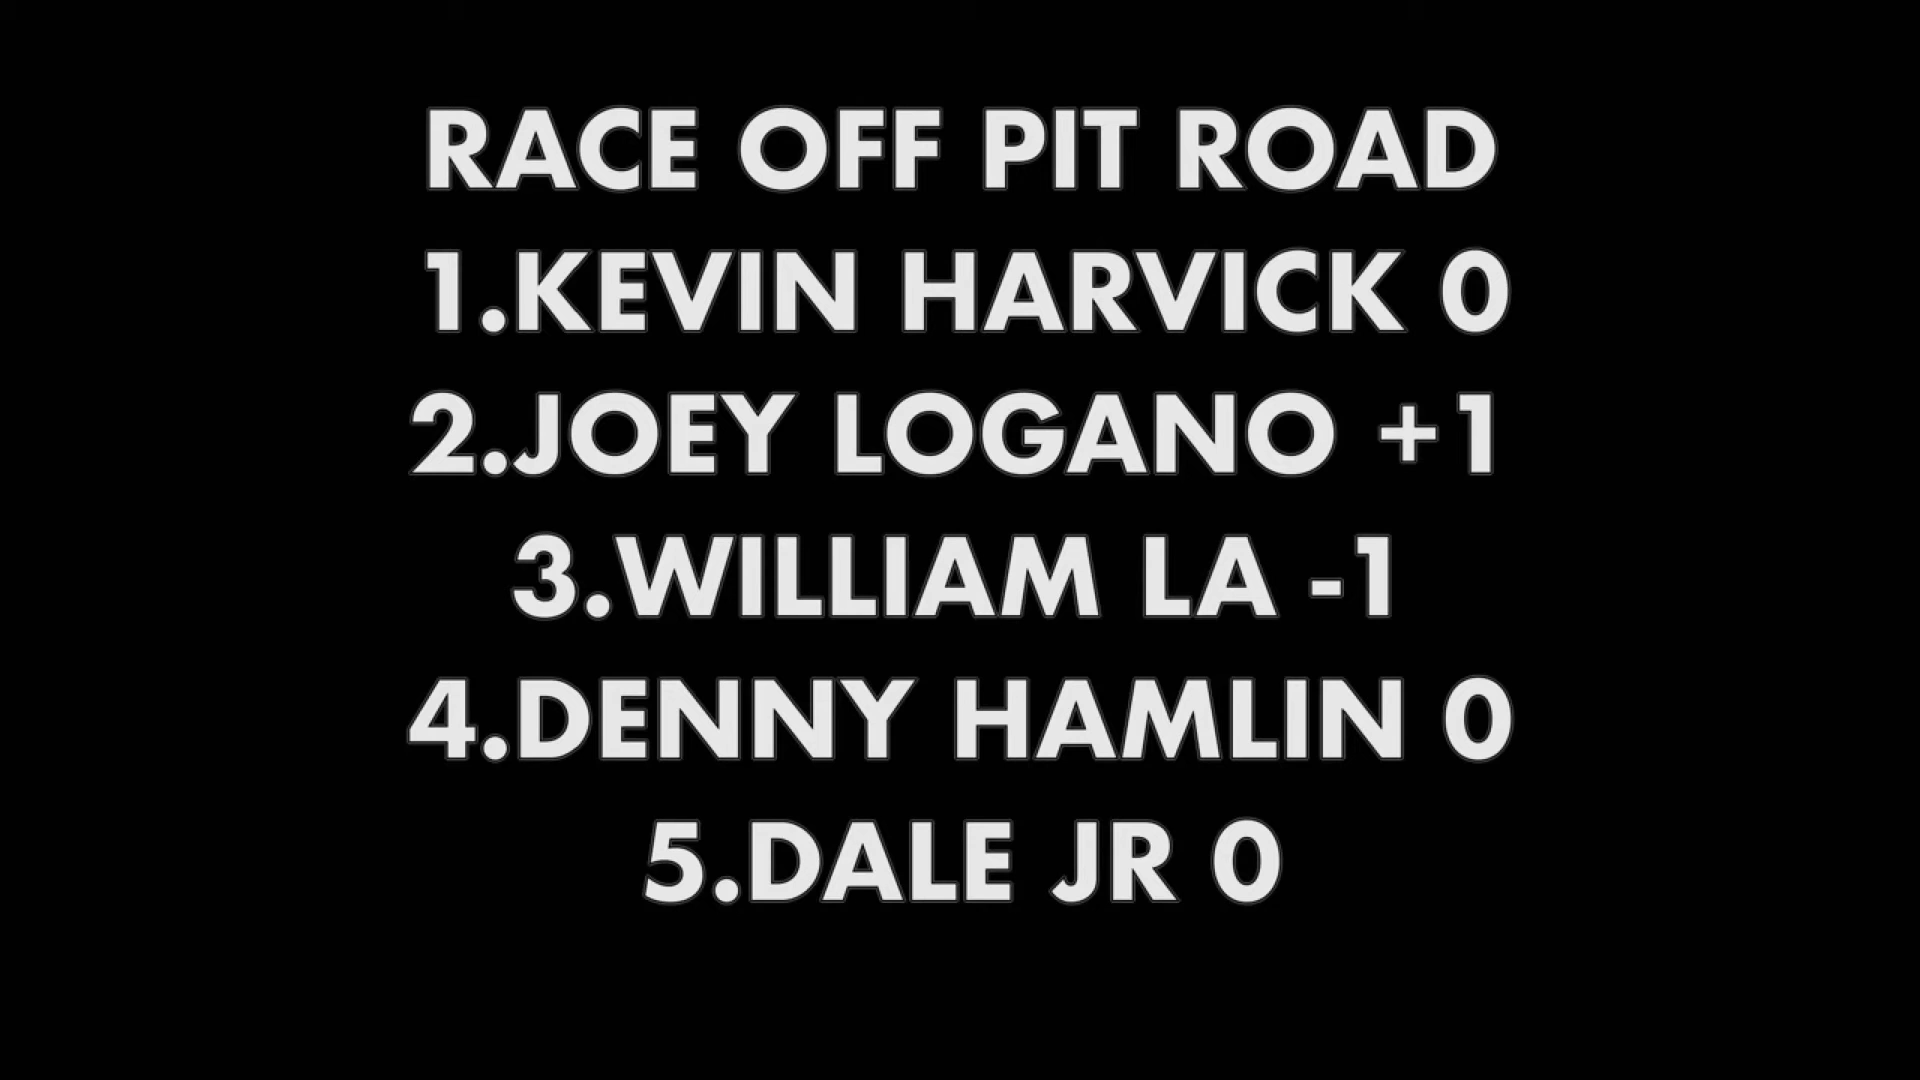 RACE OFF PIT ROAD
1.KEVIN HARVICK 0
2.JOEY LOGANO +1
3.WILLIAM LA -1
4.DENNY HAMLIN 0
5.DALE JR 0